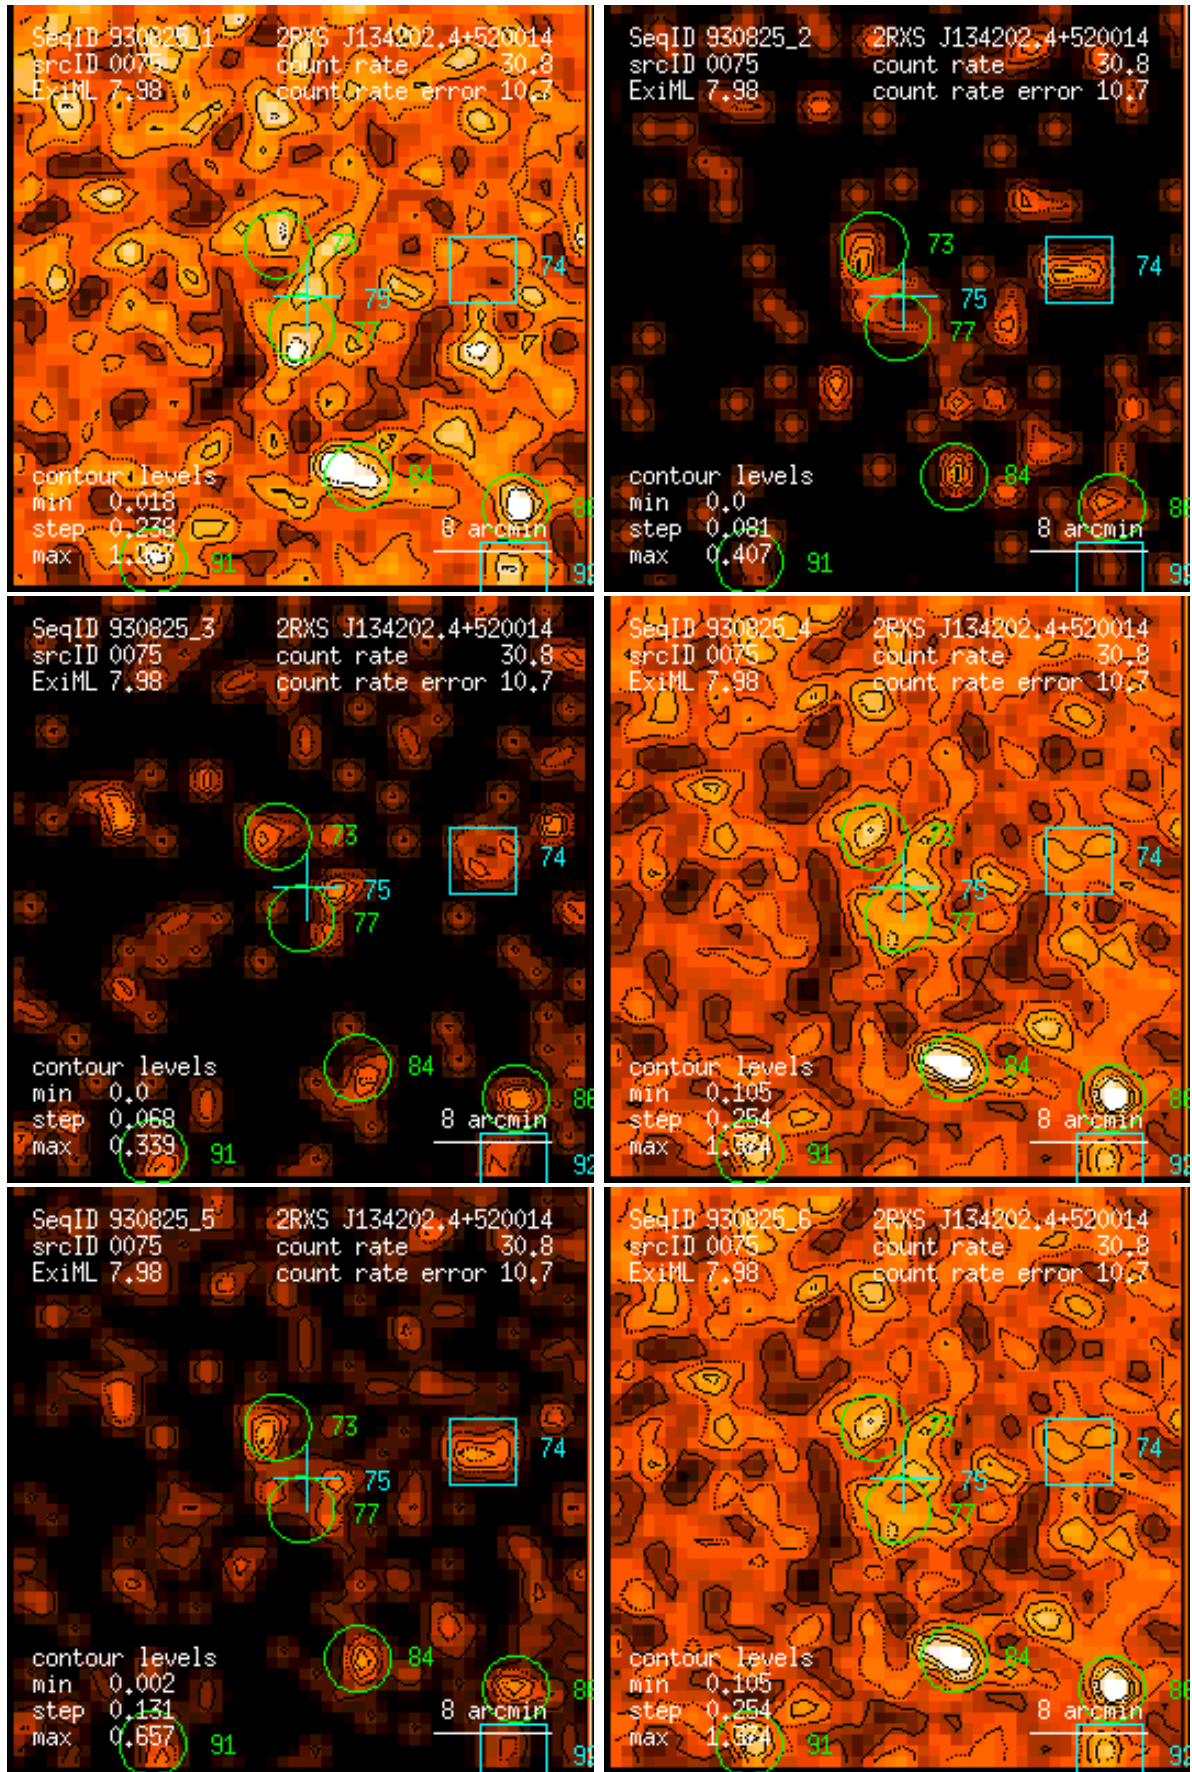 SeqID 930825_1 2RXS J134202.4+520014
srcID 0075 count rate 30.8
ExiML 7.98 count rate error 10.7
73
74
75
77
84
contour levels
min 0.018
step 0.238 8 arcmin
max
91
92
SeqID 930825_2 2RXS J134202.4+520014
srcID 0075 count rate 30.8
ExiML 7.98 count rate error 10.7
73
74
75
77
84
contour levels
min 0.0
step 0.081 8 arcmin
max 0.407
91
92
SeqID 930825_3 2RXS J134202.4+520014
srcID 0075 count rate 30.8
ExiML 7.98 count rate error 10.7
73
74
75
77
84
contour levels
min 0.0
step 0.068 8 arcmin
max 0.339
91
92
SeqID 930825_4 2RXS J134202.4+520014
srcID 0075 count rate 30.8
ExiML 7.98 count rate error 10.7
73
74
75
77
84
contour levels
min 0.105
step 0.254 8 arcmin
max
91
92
SeqID 930825_5 2RXS J134202.4+520014
srcID 0075 count rate 30.8
ExiML 7.98 count rate error 10.7
73
74
75
77
84
contour levels
min 0.002
step 0.131 8 arcmin
max 0.657
91
92
SeqID 930825_6 2RXS J134202.4+520014
srcID 0075 count rate 30.8
ExiML 7.98 count rate error 10.7
73
74
75
77
84
contour levels
min 0.105
step 0.254 8 arcmin
max
91
92